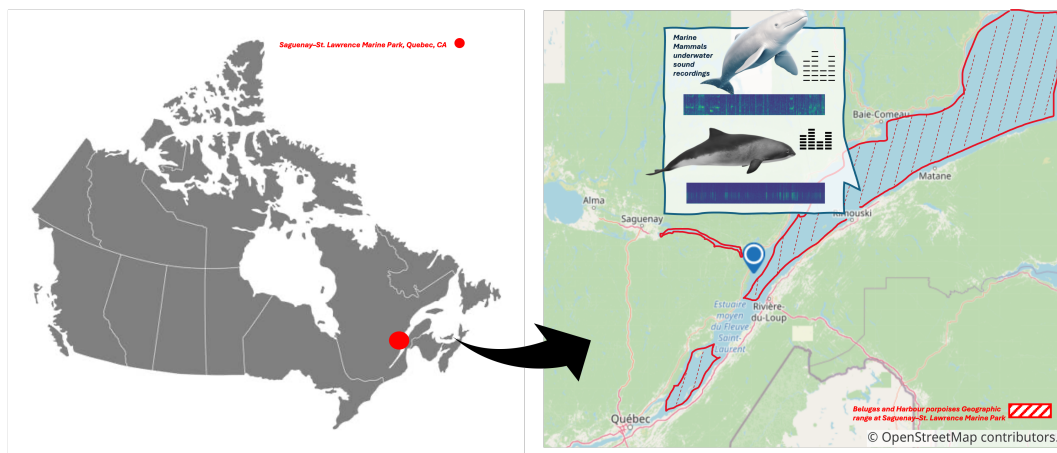 Saguenay–St. Lawrence Marine Park, Quebec, CA
Marine
Mammals
underwater
sound
recordings
Baie-Comeau
Matane
Rimouski
Alma
Saguenay
Estuaire
moyen
du Fleuve
Saint-
Laurent
Rivière-
du-Loup
Québec
Belugas and Harbour porpoises Geographic
range at Saguenay–St. Lawrence Marine Park
© OpenStreetMap contributors.